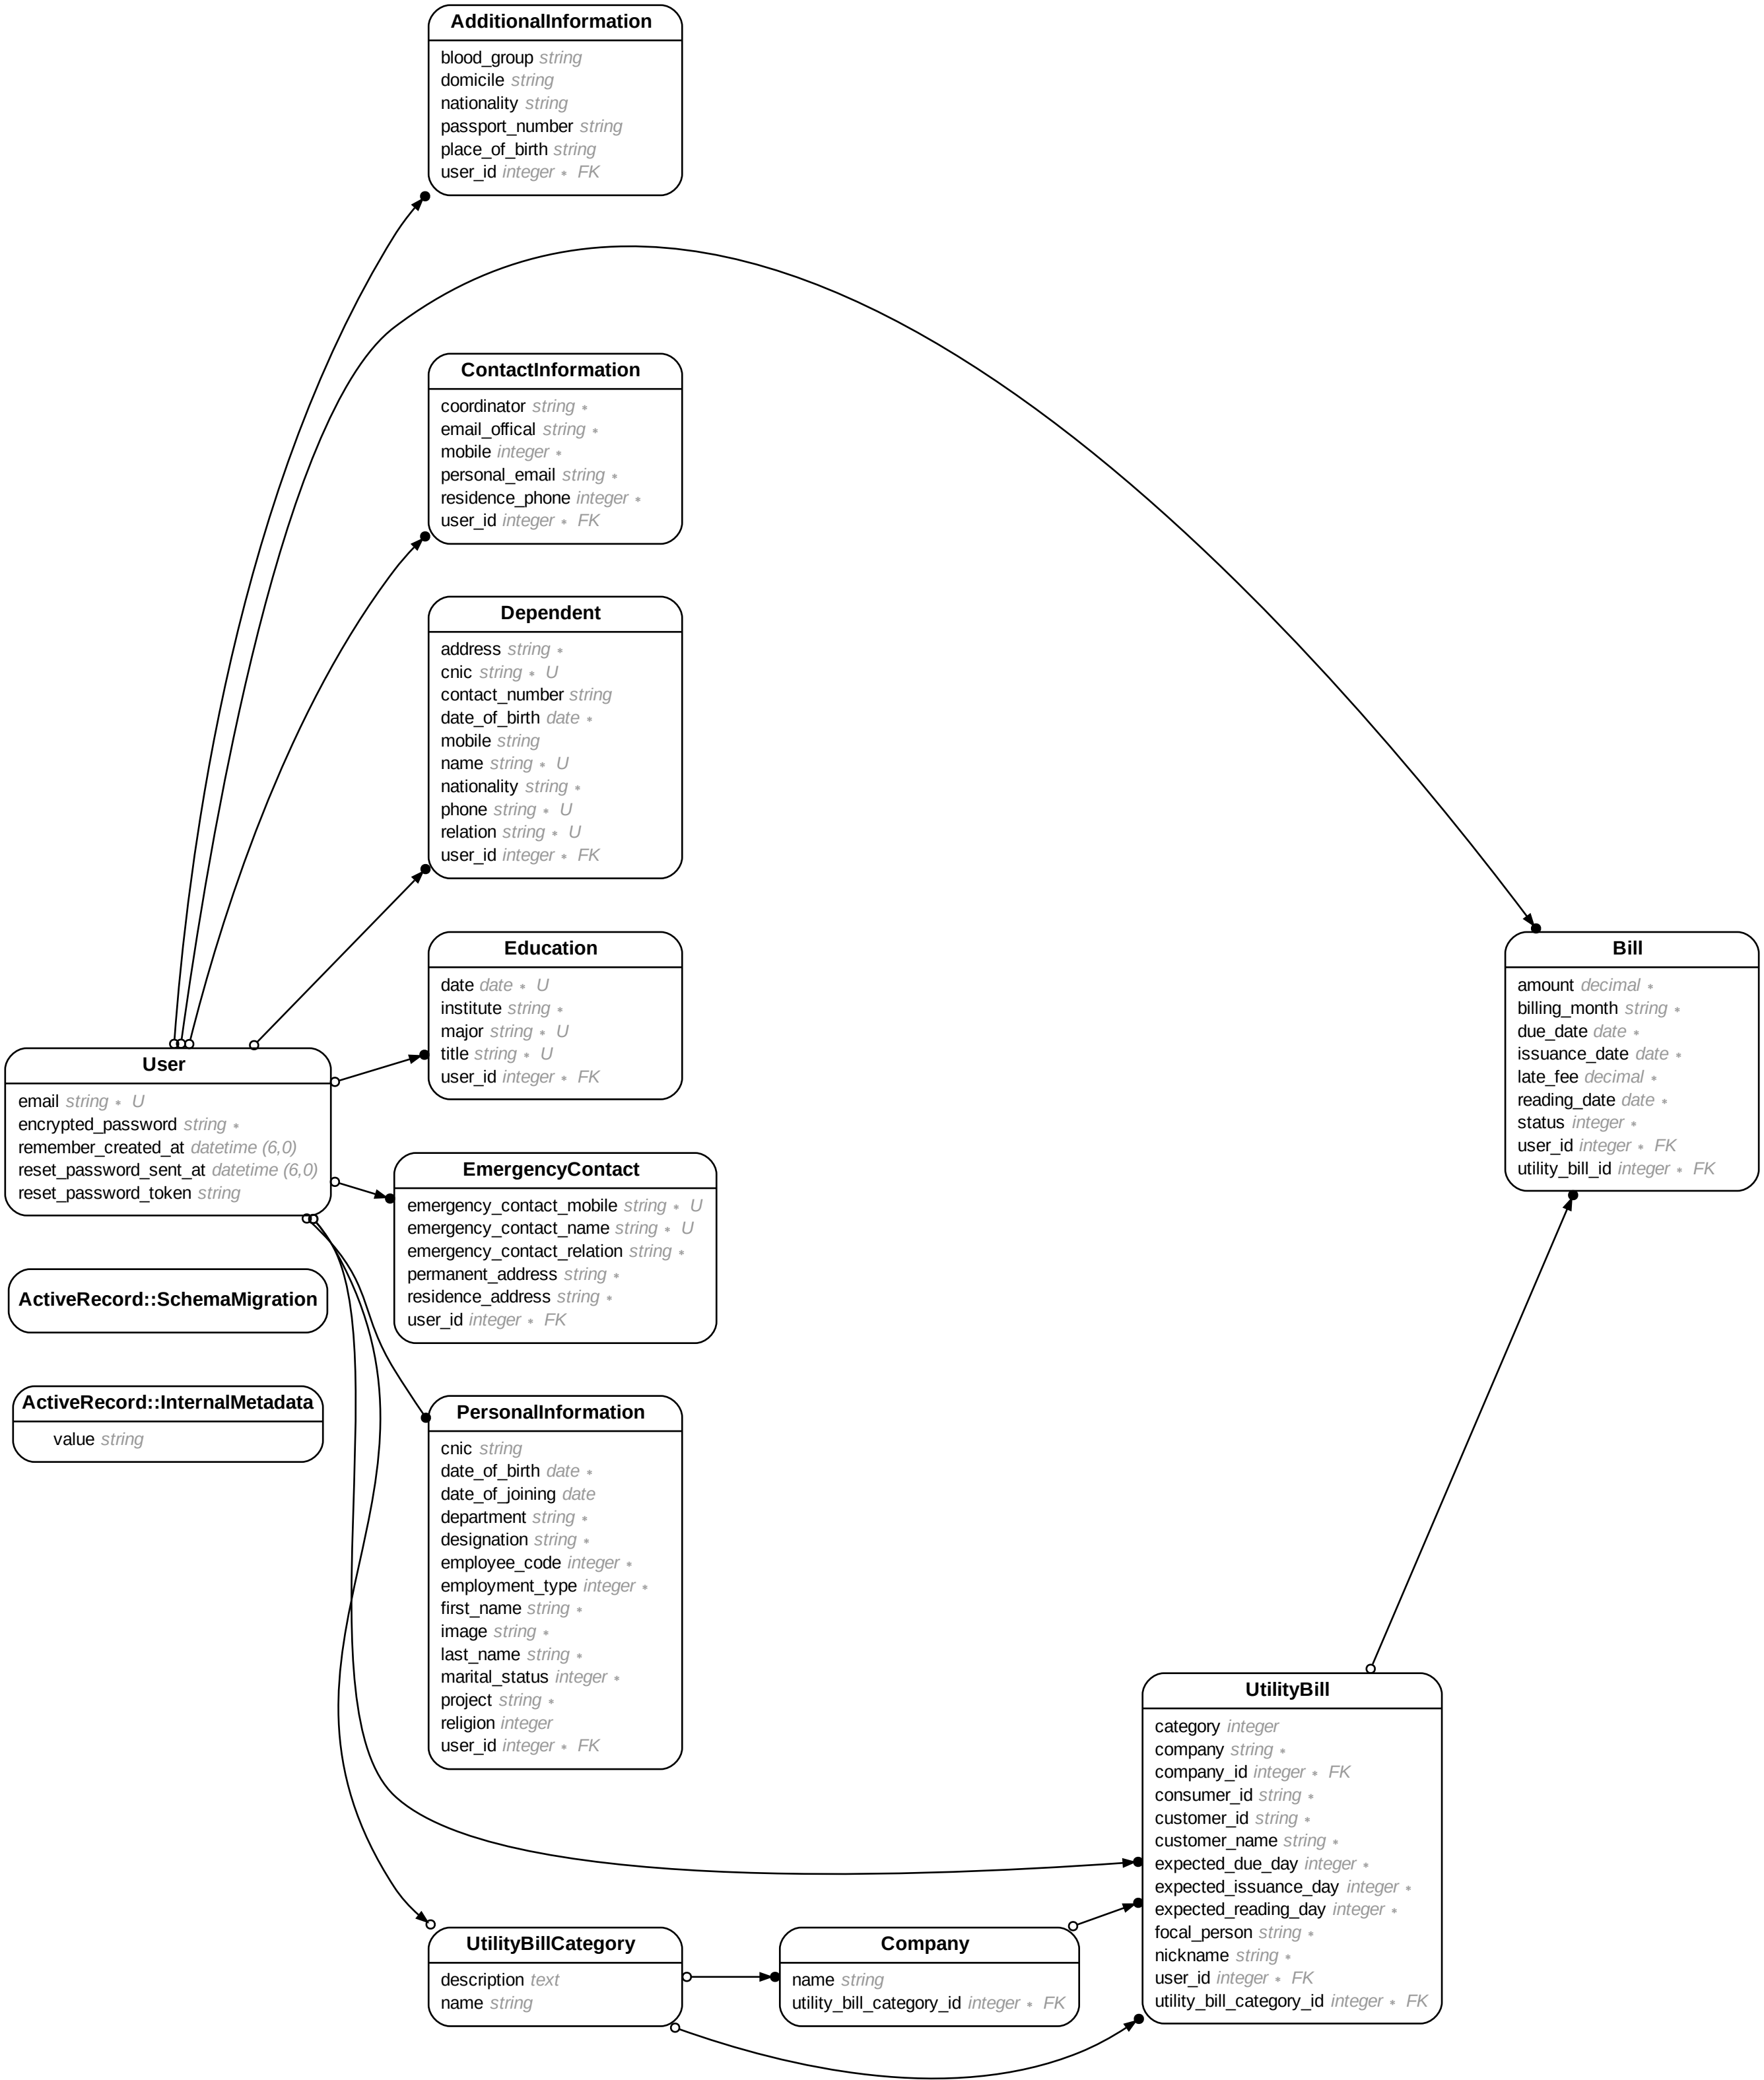 AdditionalInformation
blood_group string
domicile string
nationality string
passport_number string
place_of_birth string
user_id integer * FK
ContactInformation
coordinator string *
email_offical string *
mobile integer *
personal_email string *
residence_phone integer *
user_id integer * FK
Dependent
address string *
cnic string * U
contact_number string
date_of_birth date *
mobile string
name string * U
nationality string *
phone string * U
relation string * U
user_id integer * FK
Education
date date * U
institute string *
major string * U
title string * U
user_id integer * FK
Bill
amount decimal *
billing_month string *
due_date date *
issuance_date date *
late_fee decimal *
reading_date date *
status integer *
user_id integer * FK
utility_bill_id integer * FK
User
email string * U
encrypted_password string *
remember_created_at datetime (6,0)
reset_password_sent_at datetime (6,0)
reset_password_token string
EmergencyContact
emergency_contact_mobile string * U
emergency_contact_name string * U
emergency_contact_relation string *
permanent_address string *
residence_address string *
user_id integer * FK
ActiveRecord::SchemaMigration
ActiveRecord::InternalMetadata
value string
PersonalInformation
cnic string
date_of_birth date *
date_of_joining date
department string *
designation string *
employee_code integer *
employment_type integer *
first_name string *
image string *
last_name string *
marital_status integer *
project string *
religion integer
user_id integer * FK
UtilityBill
category integer
company string *
company_id integer * FK
consumer_id string *
customer_id string *
customer_name string *
expected_due_day integer *
expected_issuance_day integer *
expected_reading_day integer *
focal_person string *
nickname string *
user_id integer * FK
utility_bill_category_id integer * FK
UtilityBillCategory
description text
name string
Company
name string
utility_bill_category_id integer * FK